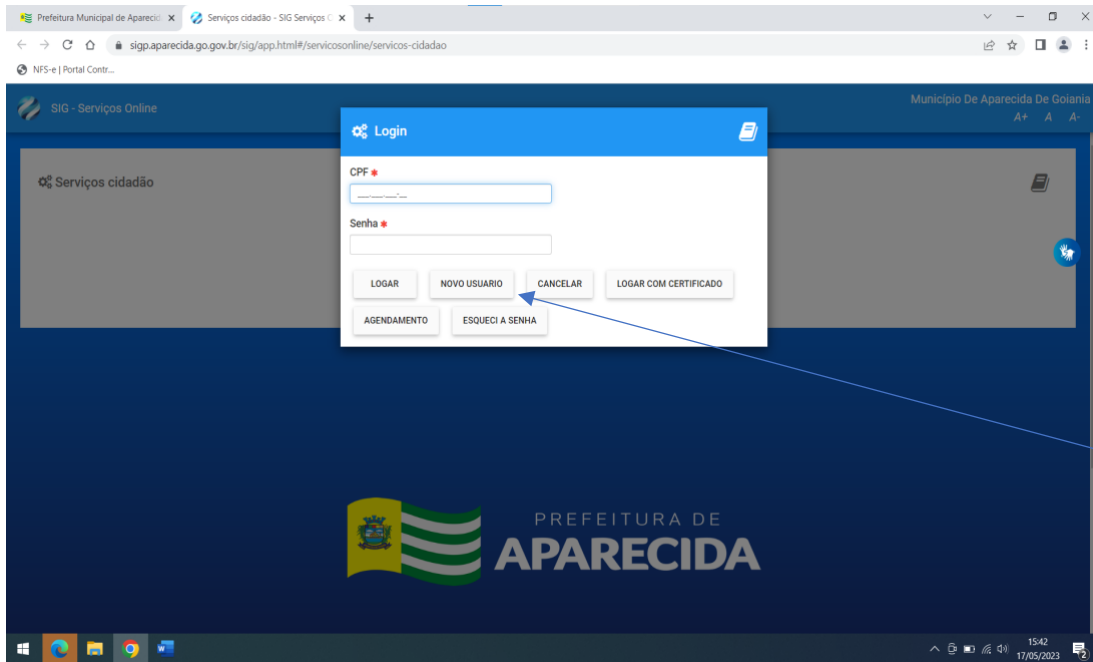 Prefeitura Municipal de Aparecid
Serviços cidadão - SIG Serviços
sigp.aparecida.go.gov.br/sig/app.html#/servicosonline/servicos-cidadao
NFS-e | Portal Contr...
SIG - Serviços Online
Município De Aparecida De Goiania
A+ A A-
Login
Serviços cidadão
CPF *
___.___.___-__
Senha *
LOGAR NOVO USUARIO CANCELAR LOGAR COM CERTIFICADO
AGENDAMENTO ESQUECI A SENHA
PREFEITURA DE
APARECIDA
15:42
17/05/2023
2